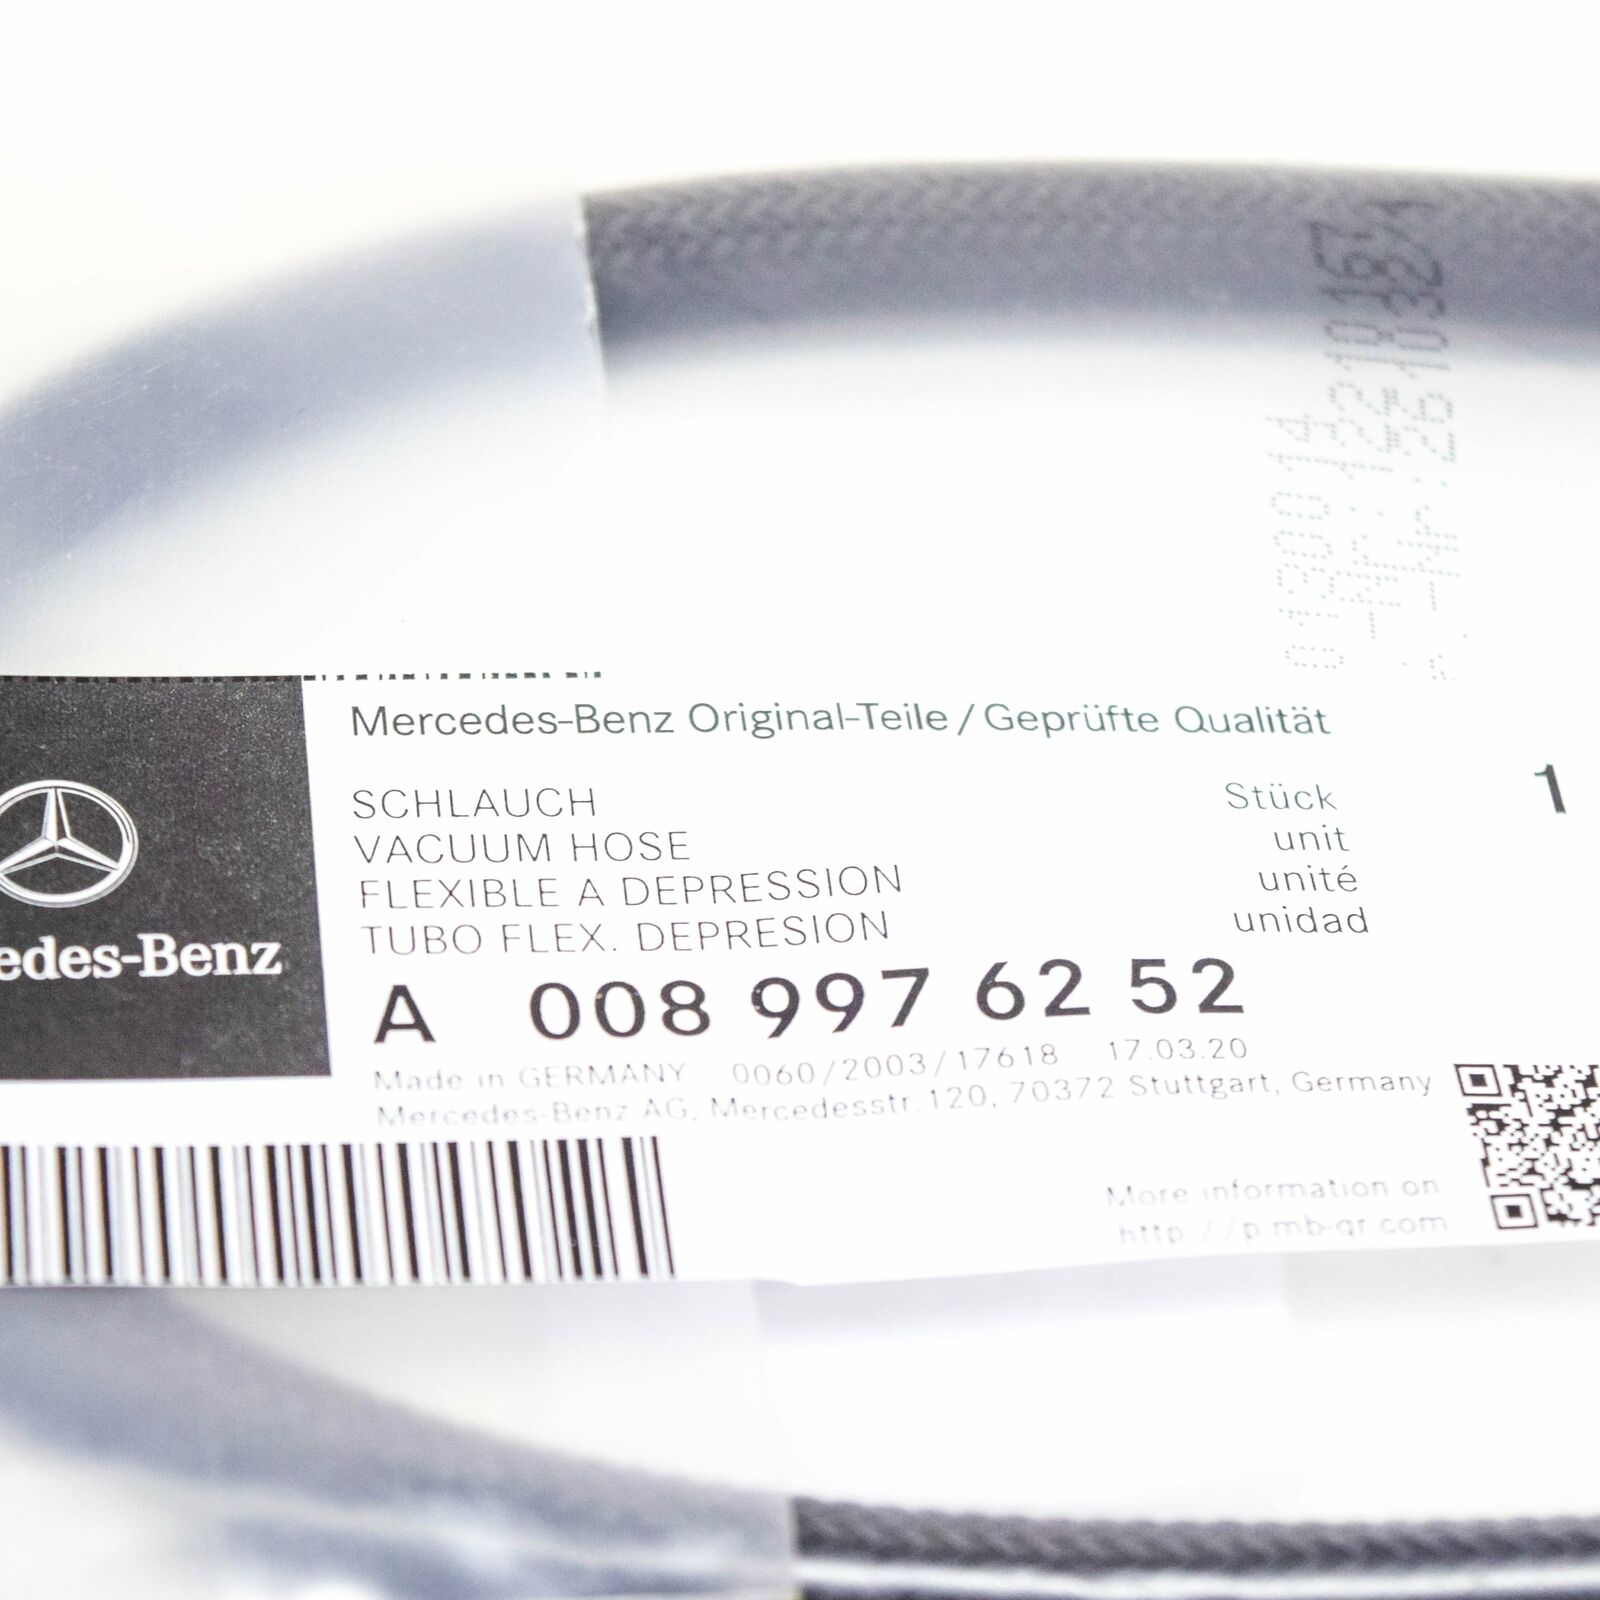 Mercedes-Benz Original-Teile / Geprüfte Qualität
SCHLAUCH Stück 1
VACUUM HOSE unit
FLEXIBLE A DEPRESSION unité
TUBO FLEX. DEPRESION unidad
edes-Benz
A 008 997 62 52
Made in GERMANY 0060/2003/17618 17.03.20
Mercedes-Benz AG, Mercedesstr. 120, 70372 Stuttgart, Germany
More information on
http://p.mb-qr.com